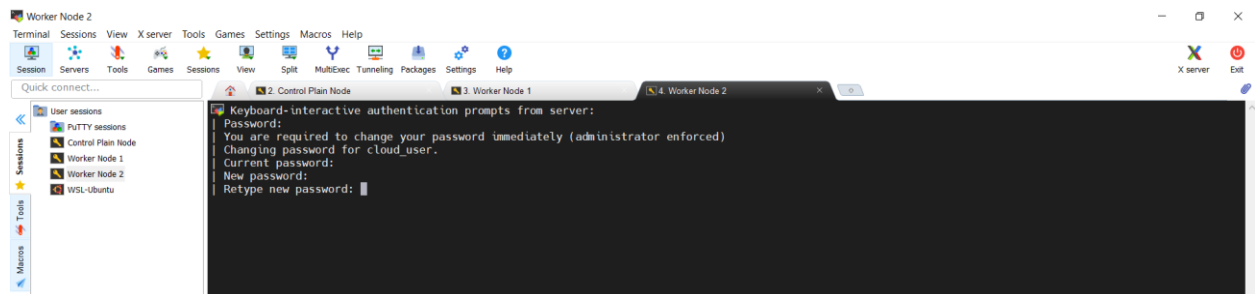 Worker Node 2
Terminal Sessions View X server Tools Games Settings Macros Help
Session Servers Tools Games Sessions View Split MultiExec Tunneling Packages Settings Help X server Exit
Quick connect...
2. Control Plain Node 3. Worker Node 1 4. Worker Node 2
User sessions
PuTTY sessions
Control Plain Node
Worker Node 1
Worker Node 2
WSL-Ubuntu
Sessions
Tools
Macros
Keyboard-interactive authentication prompts from server:
| Password:
| You are required to change your password immediately (administrator enforced)
| Changing password for cloud_user.
| Current password:
| New password:
| Retype new password: